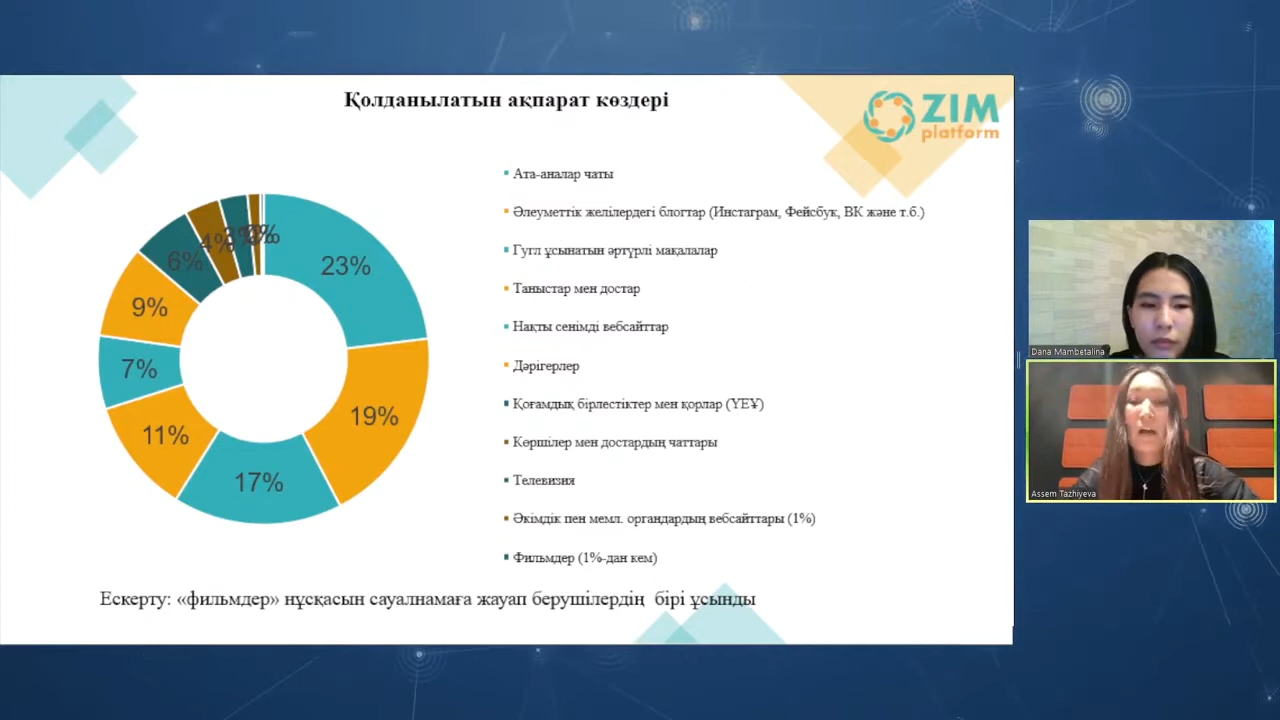 Қолданылатын ақпарат көздері
ZIM
platform
Ата-аналар чаты
Әлеуметтік желілердегі блогтар (Инстаграм, Фейсбук, ВК және т.б.)
Гугл ұсынатын әртүрлі мақалалар
Таныстар мен достар
Нақты сенімді вебсайттар
Дәрігерлер
Қоғамдық бірлестіктер мен қорлар (ҮЕҰ)
Көршілер мен достардың чаттары
Телевизия
Әкімдік пен мемл. органдардың вебсайттары (1%)
Фильмдер (1%-дан кем)
23%
19%
17%
11%
7%
9%
6%
4%
3%
Ескерту: «фильмдер» нұсқасын сауалнамаға жауап берушілердің бірі ұсынды
Dana Mambetalina
Assem Tazhiyeva